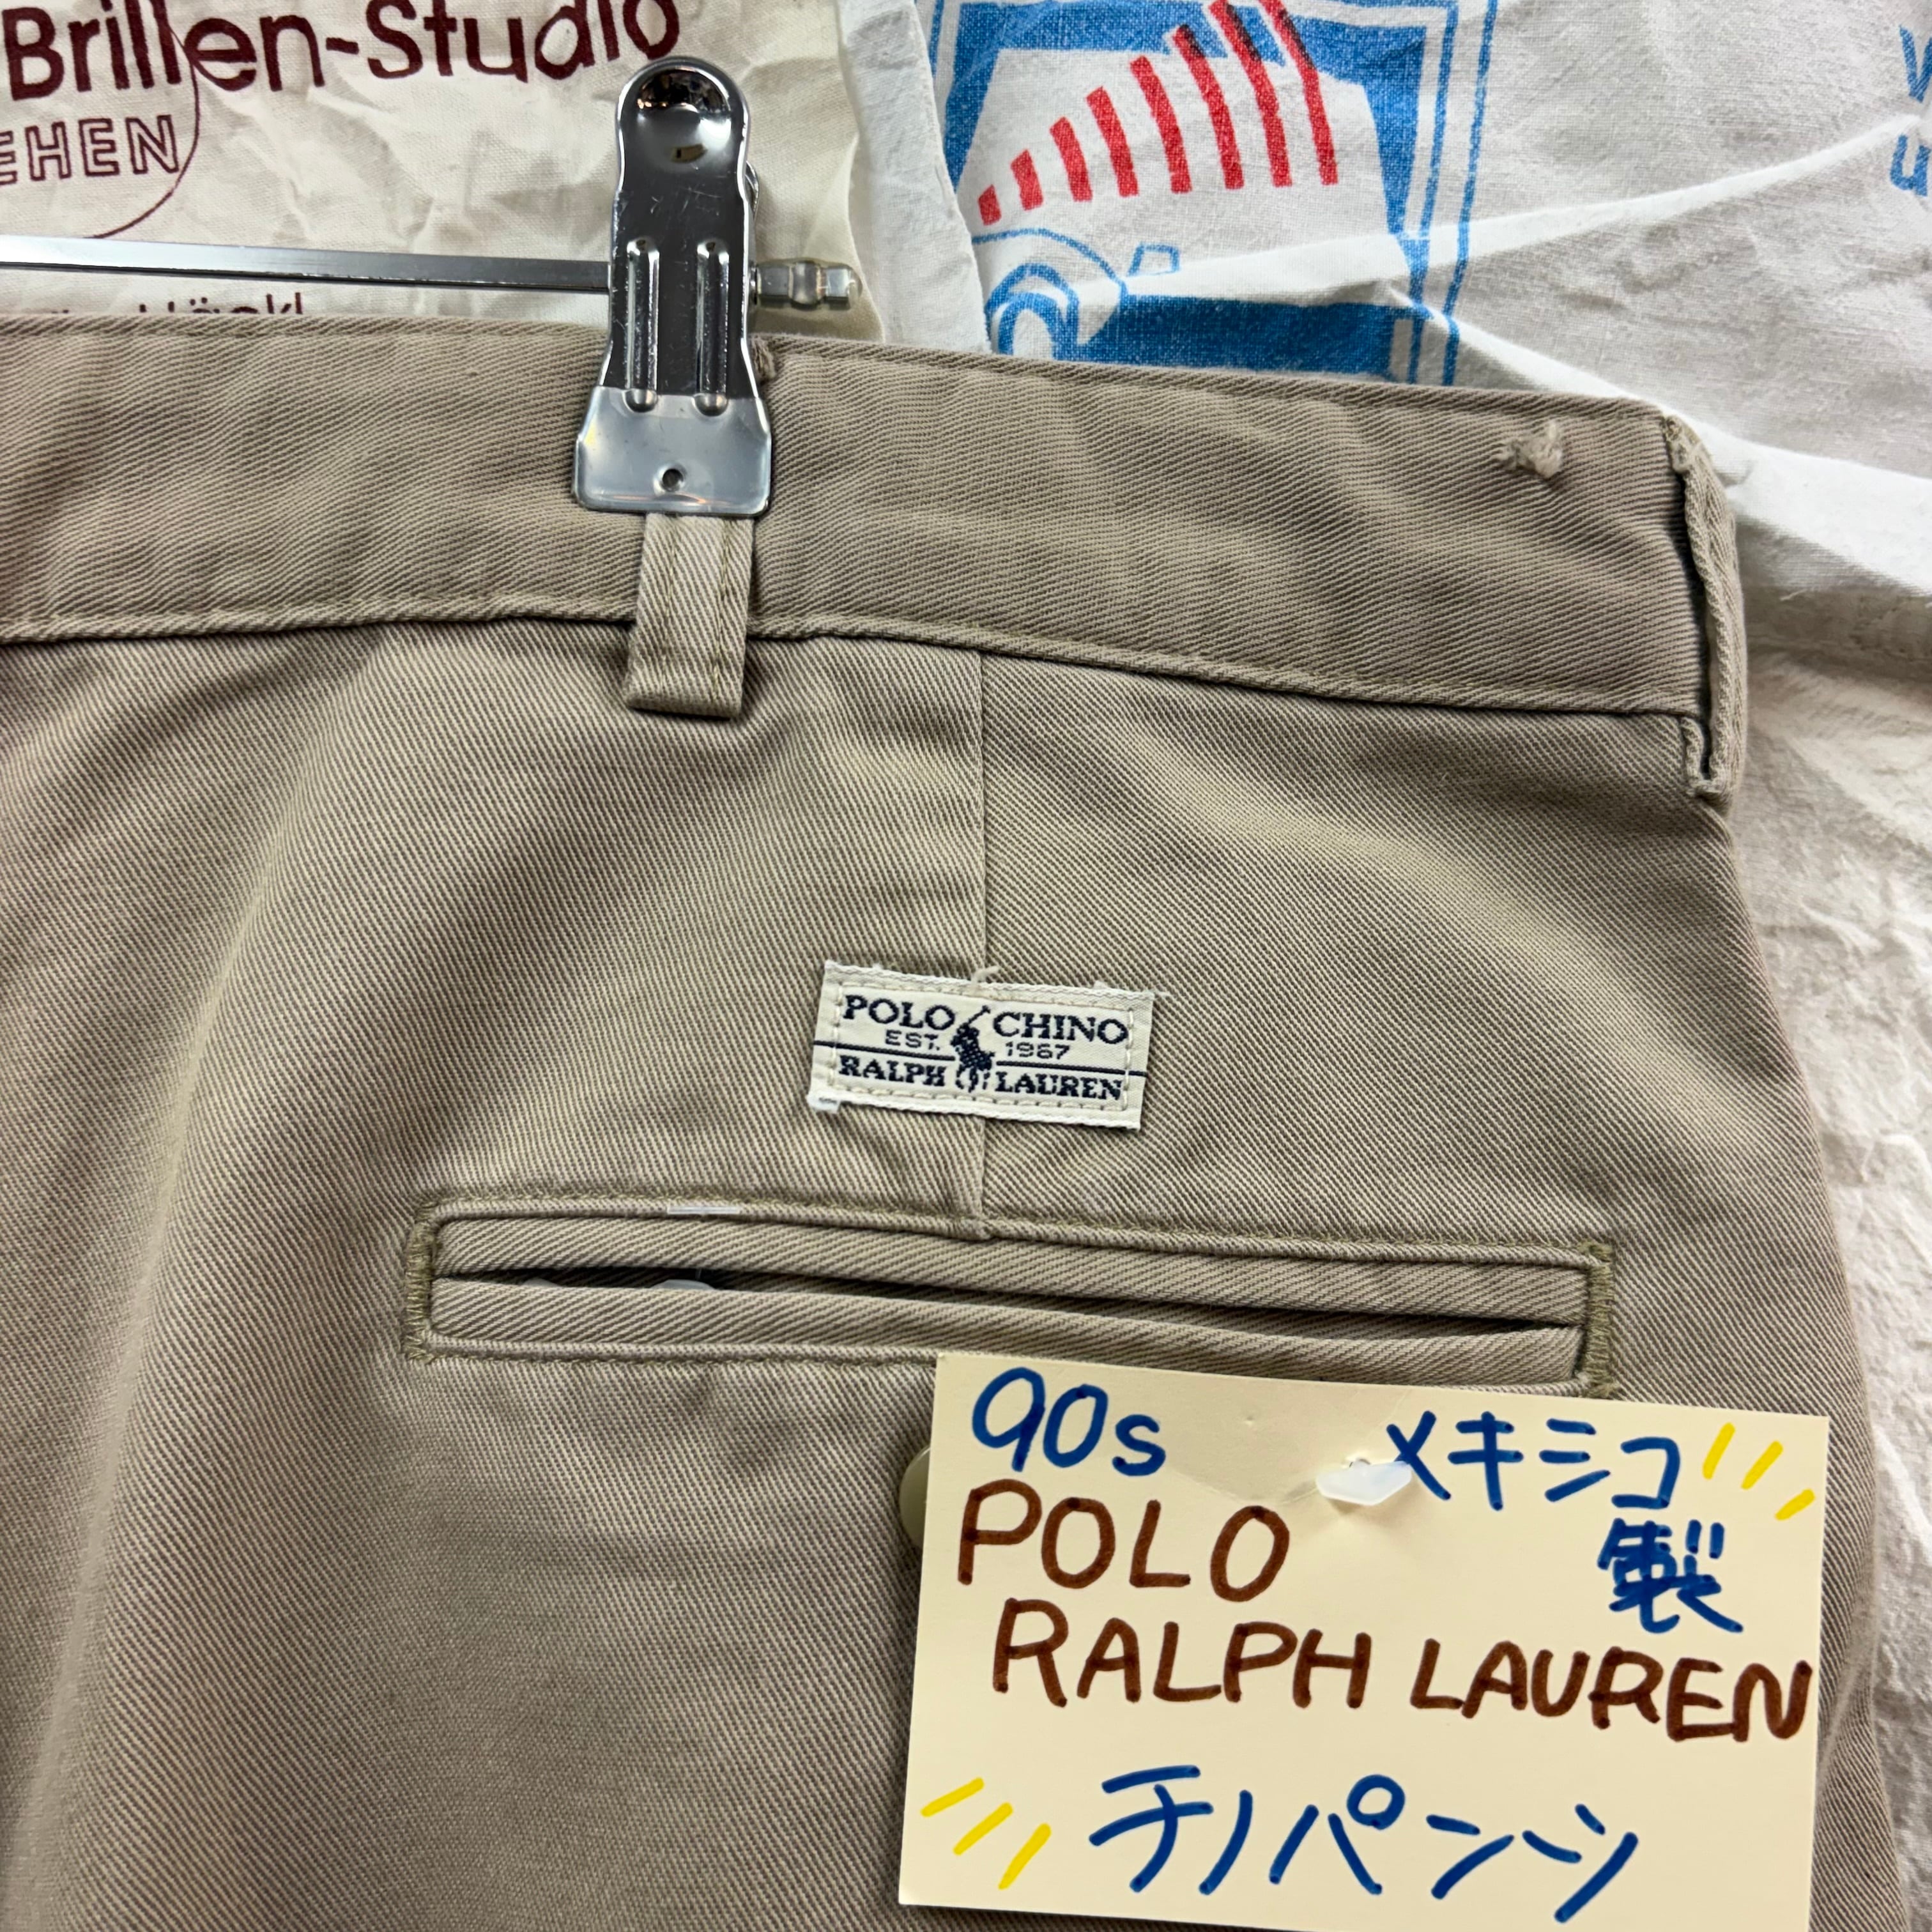 Brillen-Studio
EHEN
POLO CHINO
EST. 1967
RALPH LAUREN
90s メキシコ
製
POLO
RALPH LAUREN
チノパンツ